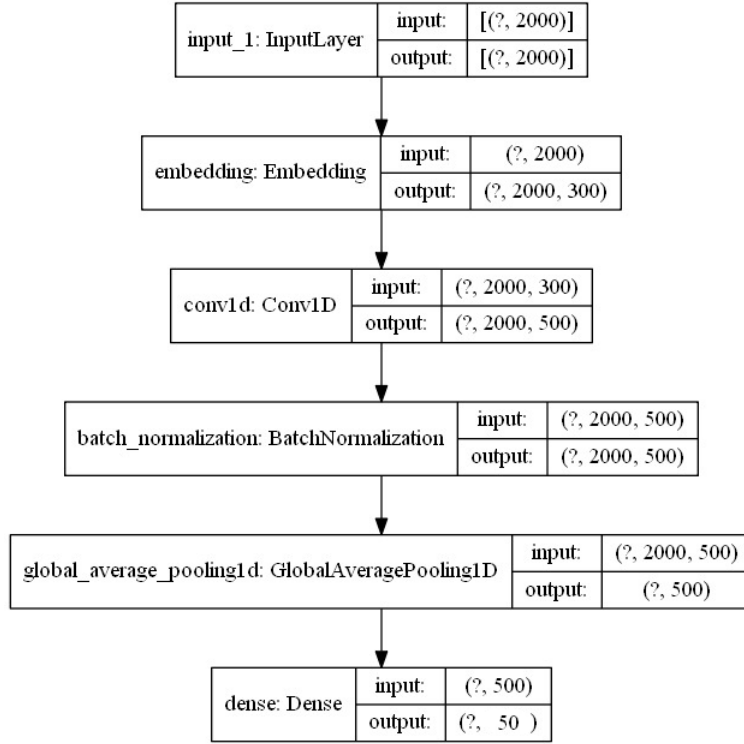 input_1: InputLayer
input: [(?, 2000)]
output: [(?, 2000)]
embedding: Embedding
input: (?, 2000)
output: (?, 2000, 300)
conv1d: Conv1D
input: (?, 2000, 300)
output: (?, 2000, 500)
batch_normalization: BatchNormalization
input: (?, 2000, 500)
output: (?, 2000, 500)
global_average_pooling1d: GlobalAveragePooling1D
input: (?, 2000, 500)
output: (?, 500)
dense: Dense
input: (?, 500)
output: (?, 50 )